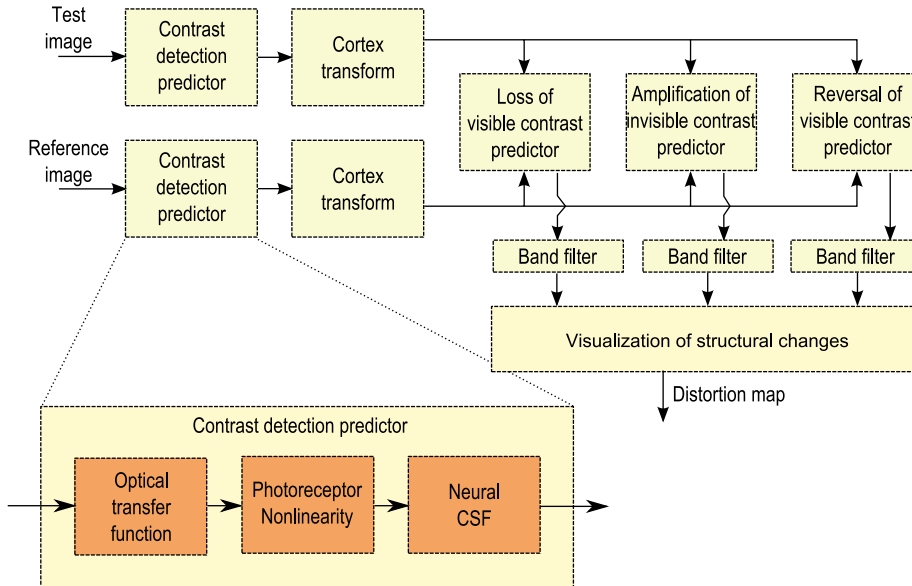 Test
image
Contrast
detection
predictor
Cortex
transform
Loss of
visible contrast
predictor
Amplification of
invisible contrast
predictor
Reversal of
visible contrast
predictor
Reference
image
Contrast
detection
predictor
Cortex
transform
Band filter
Band filter
Band filter
Visualization of structural changes
Distortion map
Contrast detection predictor
Optical
transfer
function
Photoreceptor
Nonlinearity
Neural
CSF